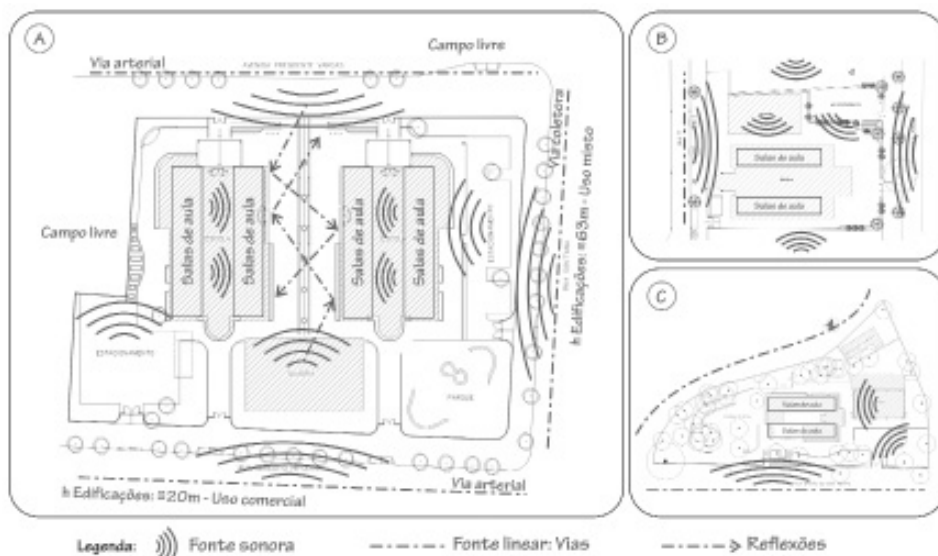 A
Via arterial
Campo livre
Via coletora
h Edificações: ≅63m - Uso misto
Campo livre
Salas de aula
Salas de aula
Salas de aula
Salas de aula
ESTACIONAMENTO
ESTACIONAMENTO
PARQUE
Via arterial
h Edificações: ≅20m - Uso comercial
B
Salas de aula
Salas de aula
C
Salas de aula
Salas de aula
Legenda: Fonte sonora Fonte linear: Vias Reflexões